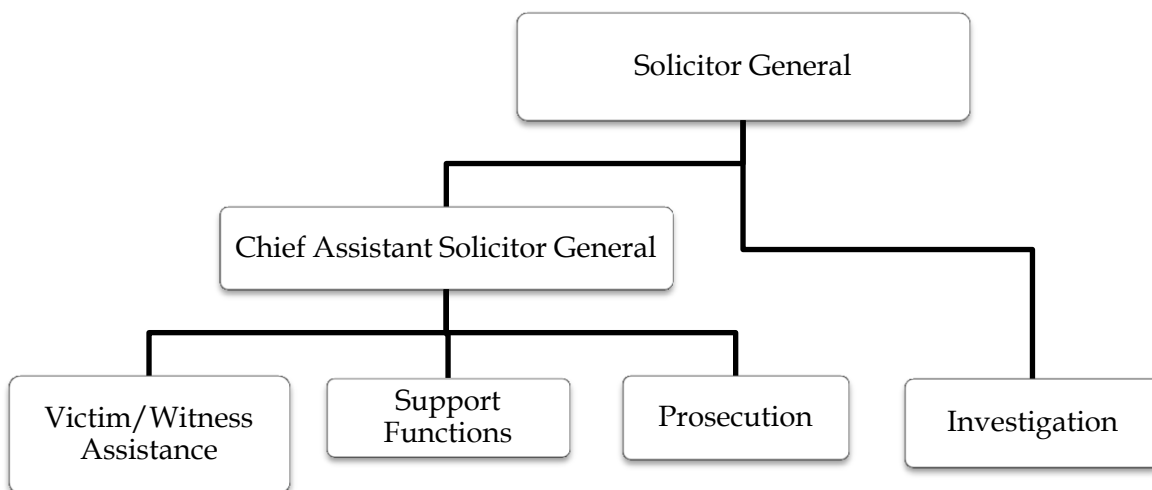 Solicitor General
Chief Assistant Solicitor General
Victim/Witness
Assistance
Support
Functions
Prosecution
Investigation